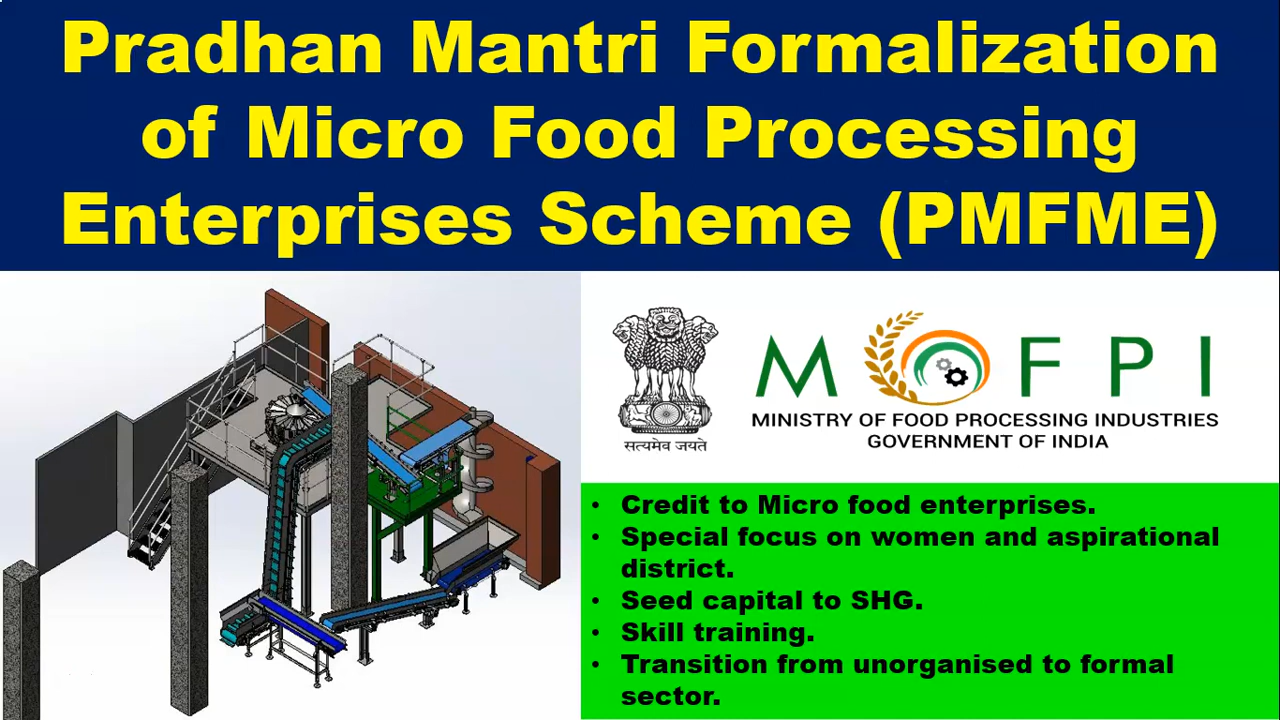 Pradhan Mantri Formalization
of Micro Food Processing
Enterprises Scheme (PMFME)
सत्यमेव जयते
M FPI
MINISTRY OF FOOD PROCESSING INDUSTRIES
GOVERNMENT OF INDIA
• Credit to Micro food enterprises.
• Special focus on women and aspirational
district.
• Seed capital to SHG.
• Skill training.
• Transition from unorganised to formal
sector.